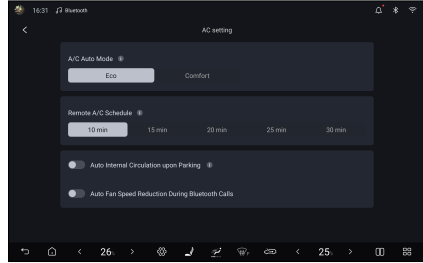 16:31 Bluetooth
AC setting
A/C Auto Mode
Eco Comfort
Remote A/C Schedule
10 min 15 min 20 min 25 min 30 min
Auto Internal Circulation upon Parking
Auto Fan Speed Reduction During Bluetooth Calls
26 25